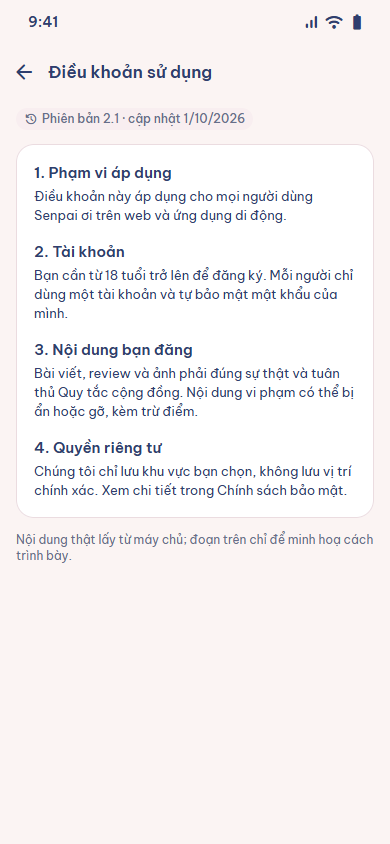 9:41
Điều khoản sử dụng
Phiên bản 2.1 · cập nhật 1/10/2026
1. Phạm vi áp dụng
Điều khoản này áp dụng cho mọi người dùng
Senpai ơi trên web và ứng dụng di động.
2. Tài khoản
Bạn cần từ 18 tuổi trở lên để đăng ký. Mỗi người chỉ
dùng một tài khoản và tự bảo mật mật khẩu của
mình.
3. Nội dung bạn đăng
Bài viết, review và ảnh phải đúng sự thật và tuân
thủ Quy tắc cộng đồng. Nội dung vi phạm có thể bị
ẩn hoặc gỡ, kèm trừ điểm.
4. Quyền riêng tư
Chúng tôi chỉ lưu khu vực bạn chọn, không lưu vị trí
chính xác. Xem chi tiết trong Chính sách bảo mật.
Nội dung thật lấy từ máy chủ; đoạn trên chỉ để minh hoạ cách
trình bày.